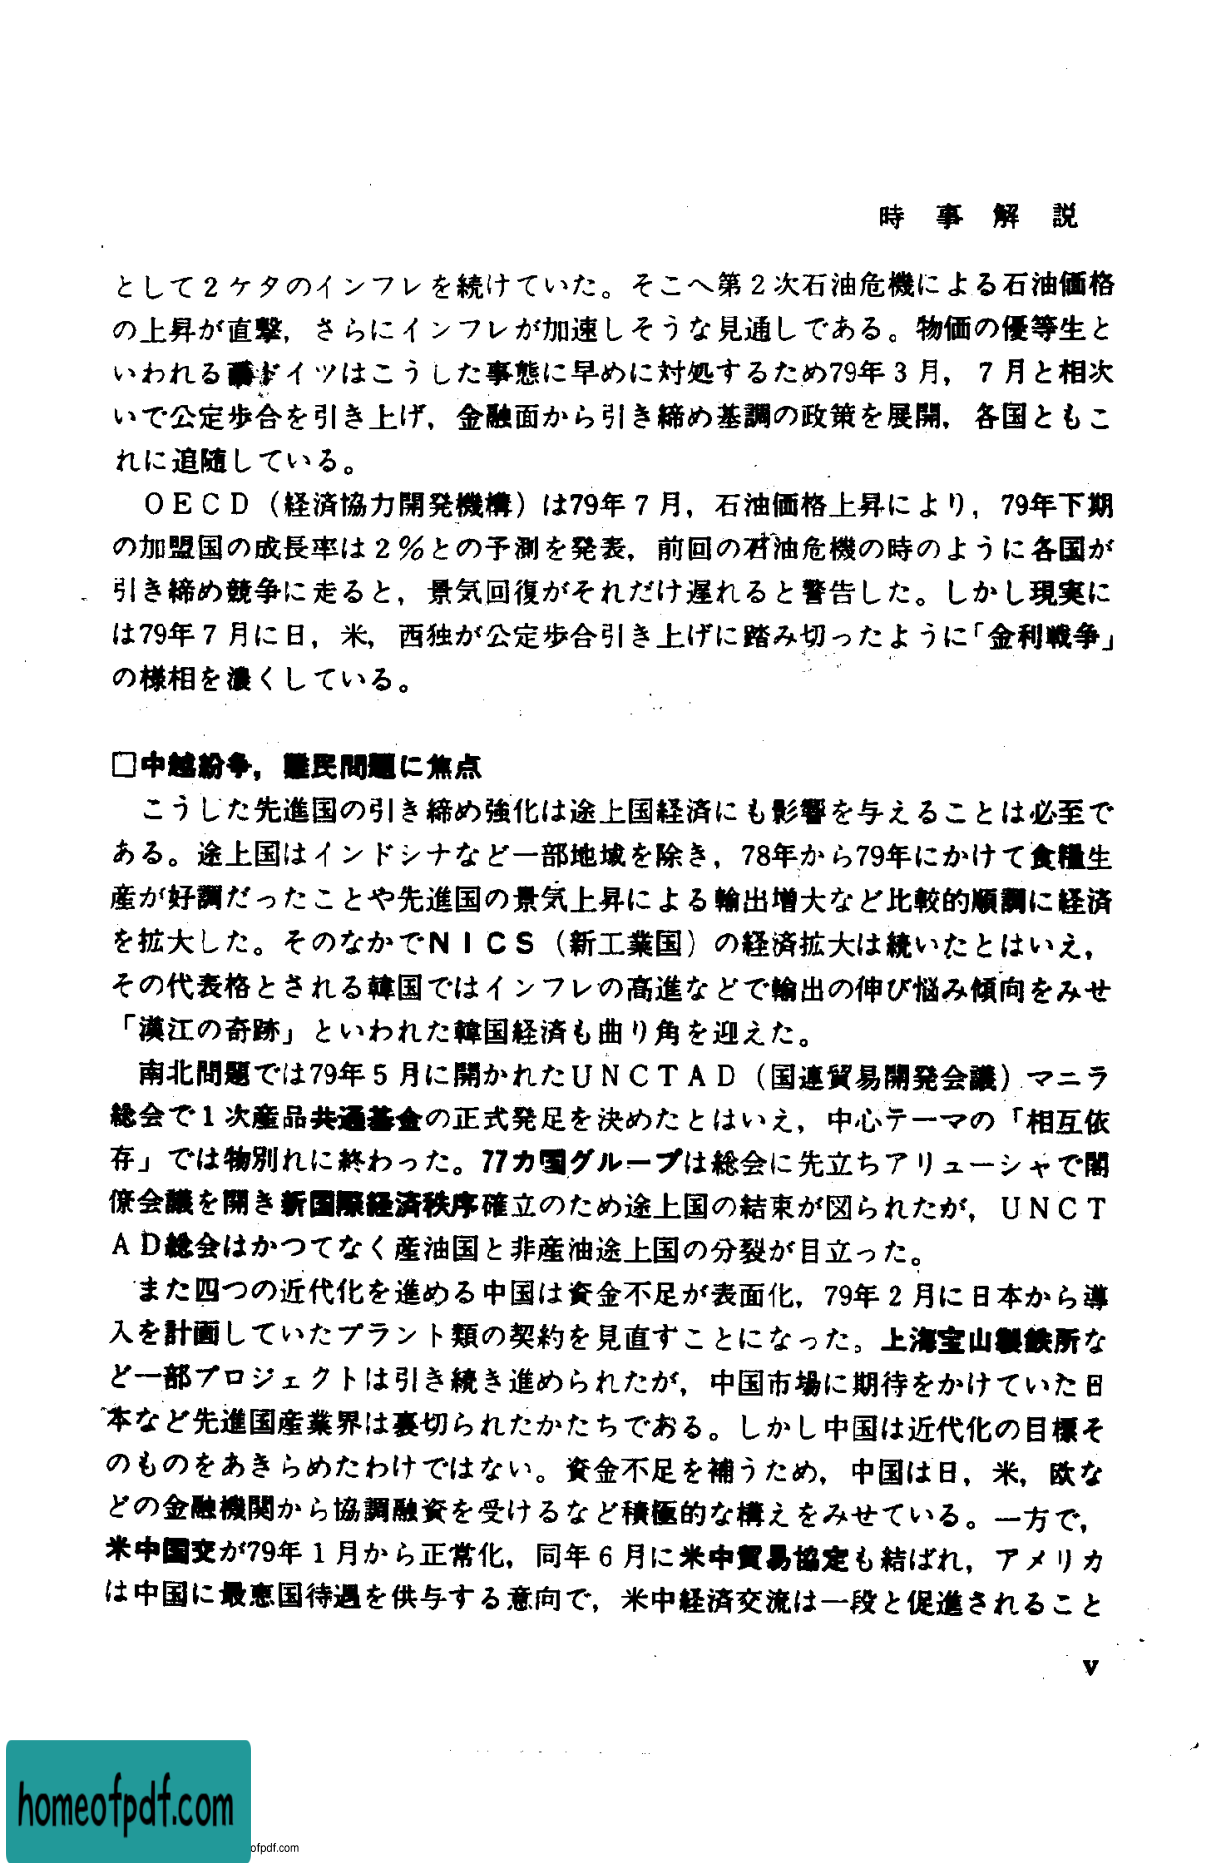 時事解説
として２ケタのインフレを続けていた。そこへ第２次石油危機による石油価格
の上昇が直撃，さらにインフレが加速しそうな見通しである。物価の優等生と
いわれる西ドイツはこうした事態に早めに対処するため79年３月，７月と相次
いで公定歩合を引き上げ，金融面から引き締め基調の政策を展開，各国ともこ
れに追随している。
ＯＥＣＤ（経済協力開発機構）は79年７月，石油価格上昇により，79年下期
の加盟国の成長率は２％との予測を発表，前回の石油危機の時のように各国が
引き締め競争に走ると，景気回復がそれだけ遅れると警告した。しかし現実に
は79年７月に日，米，西独が公定歩合引き上げに踏み切ったように「金利戦争」
の様相を濃くしている。
□中越紛争，難民問題に焦点
こうした先進国の引き締め強化は途上国経済にも影響を与えることは必至で
ある。途上国はインドシナなど一部地域を除き，78年から79年にかけて食糧生
産が好調だったことや先進国の景気上昇による輸出増大など比較的順調に経済
を拡大した。そのなかでＮＩＣＳ（新工業国）の経済拡大は続いたとはいえ，
その代表格とされる韓国ではインフレの高進などで輸出の伸び悩み傾向をみせ
「漢江の奇跡」といわれた韓国経済も曲り角を迎えた。
南北問題では79年５月に開かれたＵＮＣＴＡＤ（国連貿易開発会議）マニラ
総会で１次産品共通基金の正式発足を決めたとはいえ，中心テーマの「相互依
存」では物別れに終わった。77カ国グループは総会に先立ちアリューシャで閣
僚会議を開き新国際経済秩序確立のため途上国の結束が図られたが，ＵＮＣＴ
ＡＤ総会はかつてなく産油国と非産油途上国の分裂が目立った。
また四つの近代化を進める中国は資金不足が表面化，79年２月に日本から導
入を計画していたプラント類の契約を見直すことになった。上海宝山製鉄所な
ど一部プロジェクトは引き続き進められたが，中国市場に期待をかけていた日
本など先進国産業界は裏切られたかたちである。しかし中国は近代化の目標そ
のものをあきらめたわけではない。資金不足を補うため，中国は日，米，欧な
どの金融機関から協調融資を受けるなど積極的な構えをみせている。一方で，
米中国交が79年１月から正常化，同年６月に米中貿易協定も結ばれ，アメリカ
は中国に最恵国待遇を供与する意向で，米中経済交流は一段と促進されること
v
homeofpdf.com
ofpdf.com